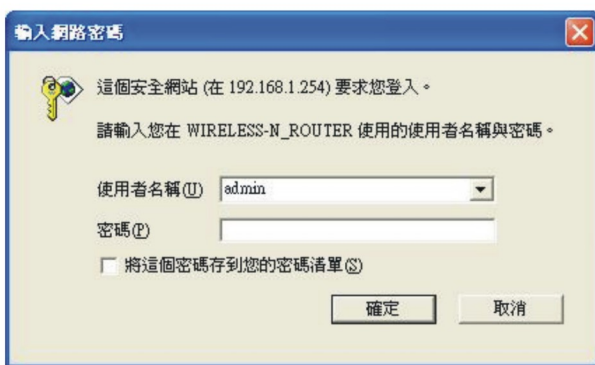 輸入網路密碼
這個安全網站 (在 192.168.1.254) 要求您登入。
請輸入您在 WIRELESS-N_ROUTER 使用的使用者名稱與密碼。
使用者名稱(U) admin
密碼(P)
將這個密碼存到您的密碼清單(S)
確定 取消